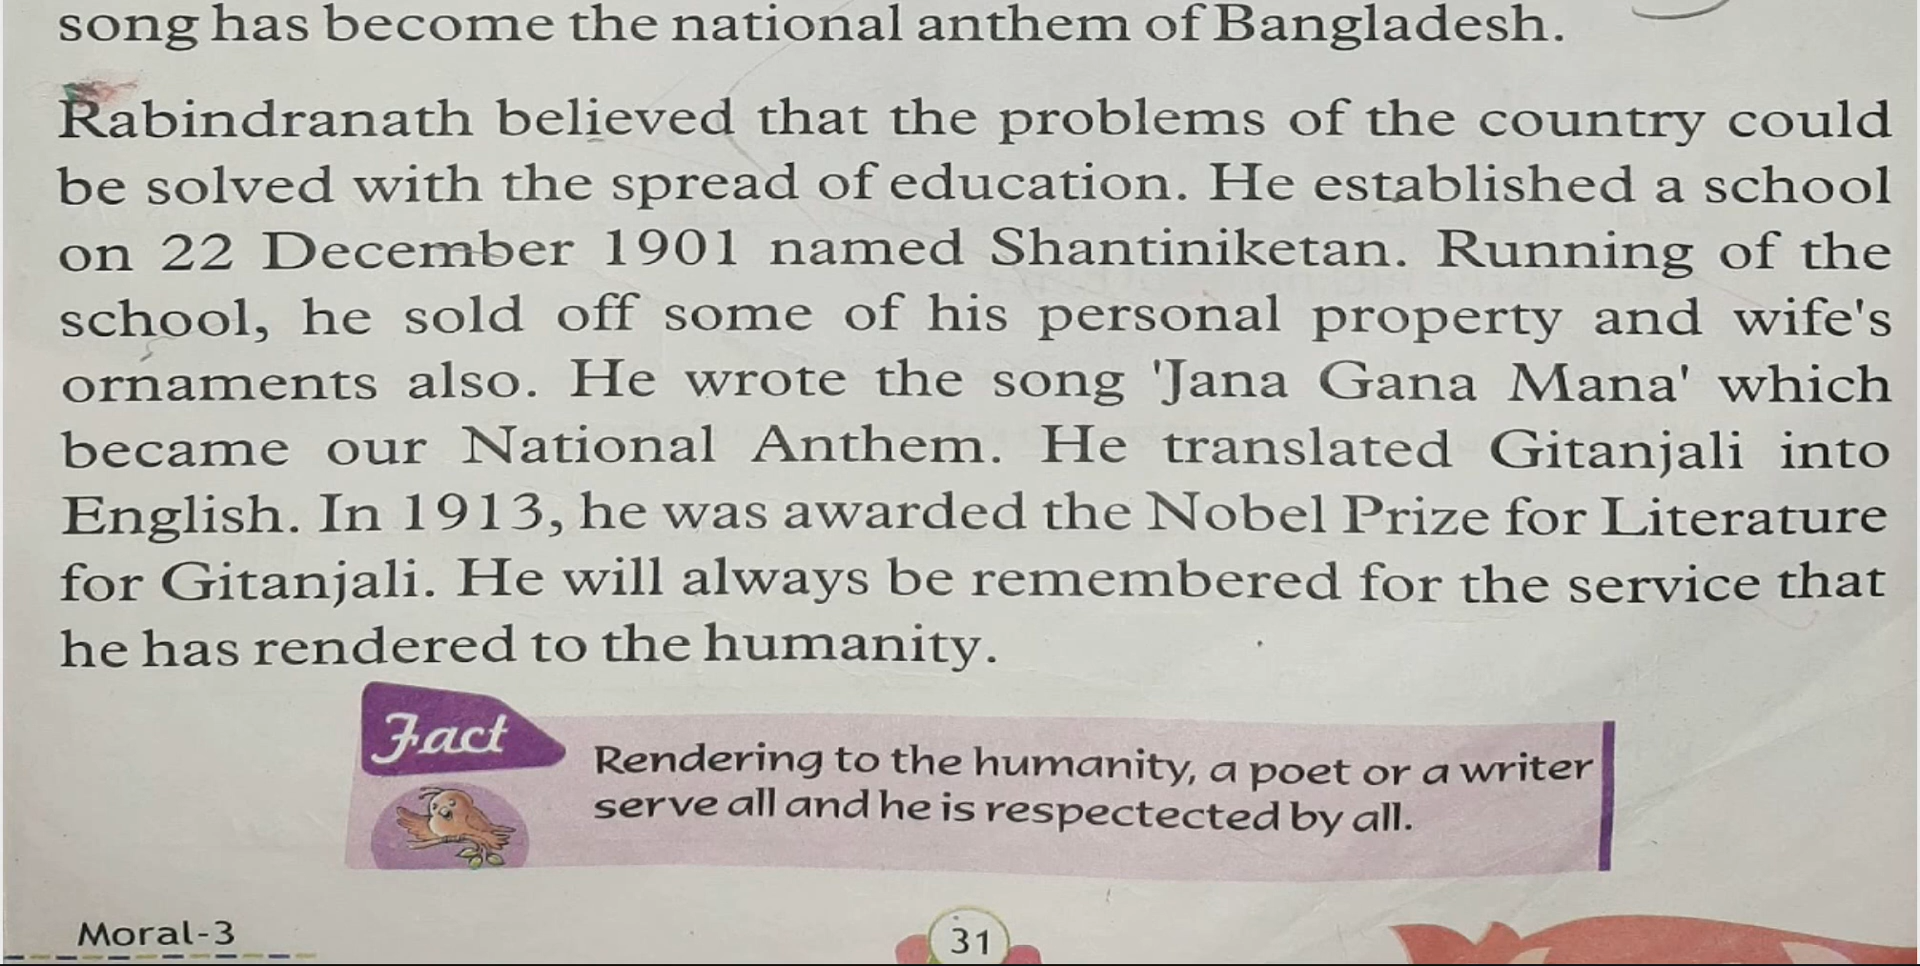 song has become the national anthem of Bangladesh.
Rabindranath believed that the problems of the country could
be solved with the spread of education. He established a school
on 22 December 1901 named Shantiniketan. Running of the
school, he sold off some of his personal property and wife's
ornaments also. He wrote the song 'Jana Gana Mana' which
became our National Anthem. He translated Gitanjali into
English. In 1913, he was awarded the Nobel Prize for Literature
for Gitanjali. He will always be remembered for the service that
he has rendered to the humanity.
Fact
Rendering to the humanity, a poet or a writer
serve all and he is respectected by all.
Moral-3
31